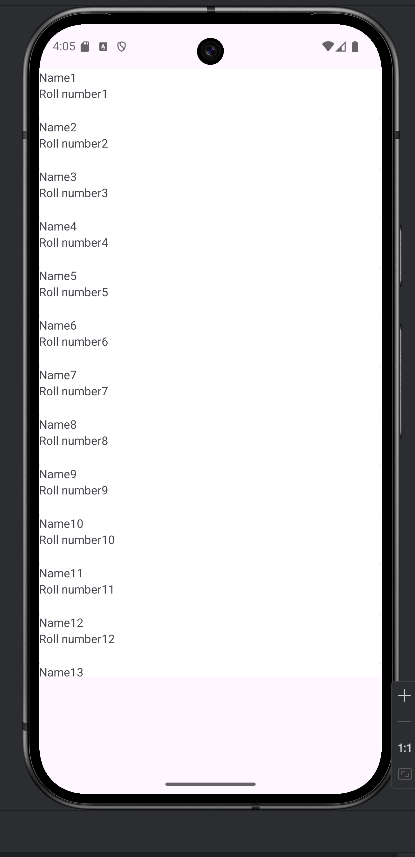 4:05
Name1
Roll number1
Name2
Roll number2
Name3
Roll number3
Name4
Roll number4
Name5
Roll number5
Name6
Roll number6
Name7
Roll number7
Name8
Roll number8
Name9
Roll number9
Name10
Roll number10
Name11
Roll number11
Name12
Roll number12
Name13
1:1